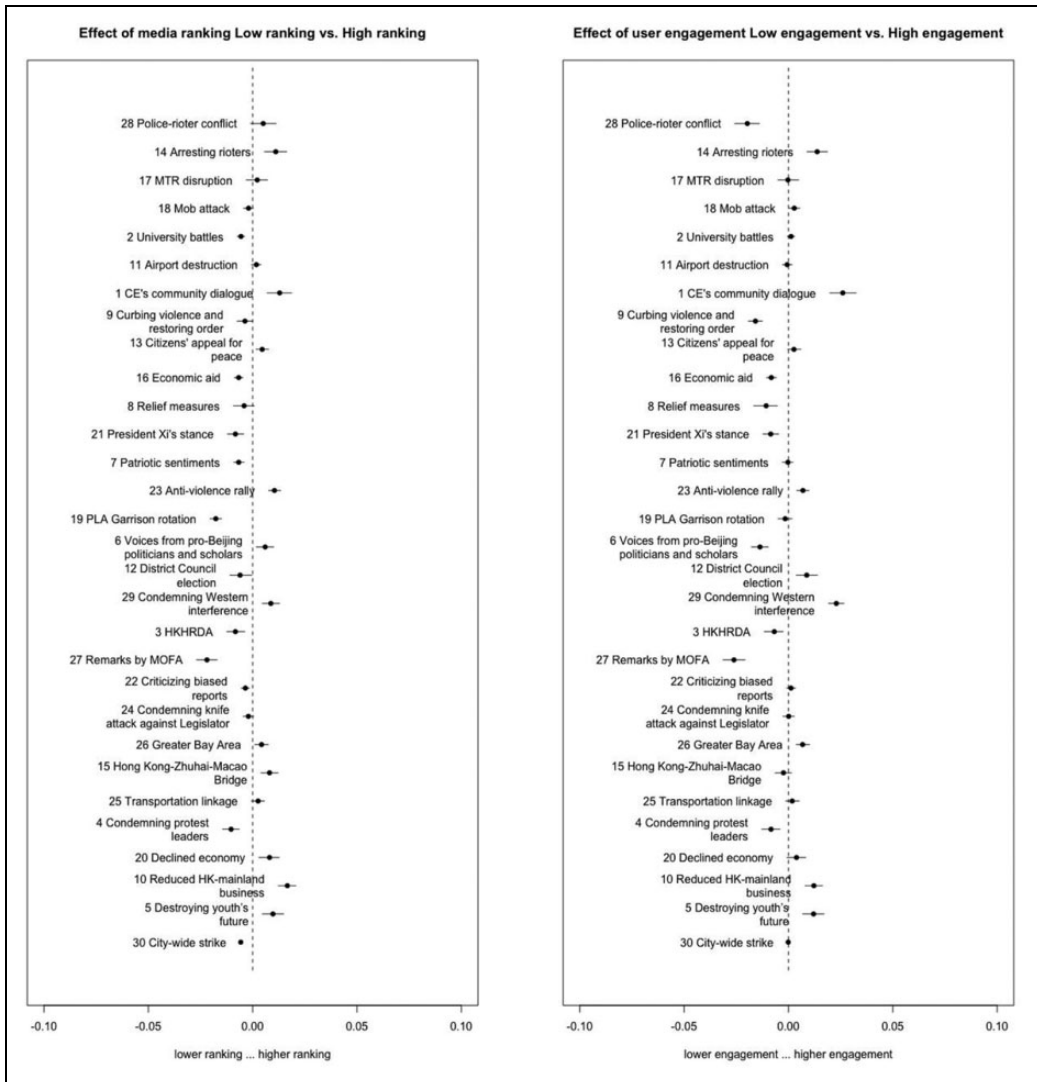 Effect of media ranking Low ranking vs. High ranking
28 Police-rioter conflict
14 Arresting rioters
17 MTR disruption
18 Mob attack
2 University battles
11 Airport destruction
1 CE's community dialogue
9 Curbing violence and
restoring order
13 Citizens' appeal for
peace
16 Economic aid
8 Relief measures
21 President Xi's stance
7 Patriotic sentiments
23 Anti-violence rally
19 PLA Garrison rotation
6 Voices from pro-Beijing
politicians and scholars
12 District Council
election
29 Condemning Western
interference
3 HKHRDA
27 Remarks by MOFA
22 Criticizing biased
reports
24 Condemning knife
attack against Legislator
26 Greater Bay Area
15 Hong Kong-Zhuhai-Macao
Bridge
25 Transportation linkage
4 Condemning protest
leaders
20 Declined economy
10 Reduced HK-mainland
business
5 Destroying youth's
future
30 City-wide strike
-0.10 -0.05 0.00 0.05 0.10
lower ranking ... higher ranking
Effect of user engagement Low engagement vs. High engagement
28 Police-rioter conflict
14 Arresting rioters
17 MTR disruption
18 Mob attack
2 University battles
11 Airport destruction
1 CE's community dialogue
9 Curbing violence and
restoring order
13 Citizens' appeal for
peace
16 Economic aid
8 Relief measures
21 President Xi's stance
7 Patriotic sentiments
23 Anti-violence rally
19 PLA Garrison rotation
6 Voices from pro-Beijing
politicians and scholars
12 District Council
election
29 Condemning Western
interference
3 HKHRDA
27 Remarks by MOFA
22 Criticizing biased
reports
24 Condemning knife
attack against Legislator
26 Greater Bay Area
15 Hong Kong-Zhuhai-Macao
Bridge
25 Transportation linkage
4 Condemning protest
leaders
20 Declined economy
10 Reduced HK-mainland
business
5 Destroying youth's
future
30 City-wide strike
-0.10 -0.05 0.00 0.05 0.10
lower engagement ... higher engagement